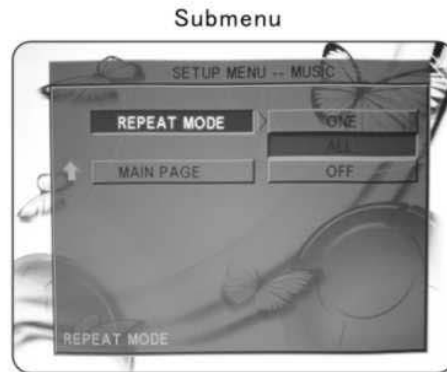 Submenu
SETUP MENU -- MUSIC
REPEAT MODE
ONE
ALL
MAIN PAGE
OFF
REPEAT MODE